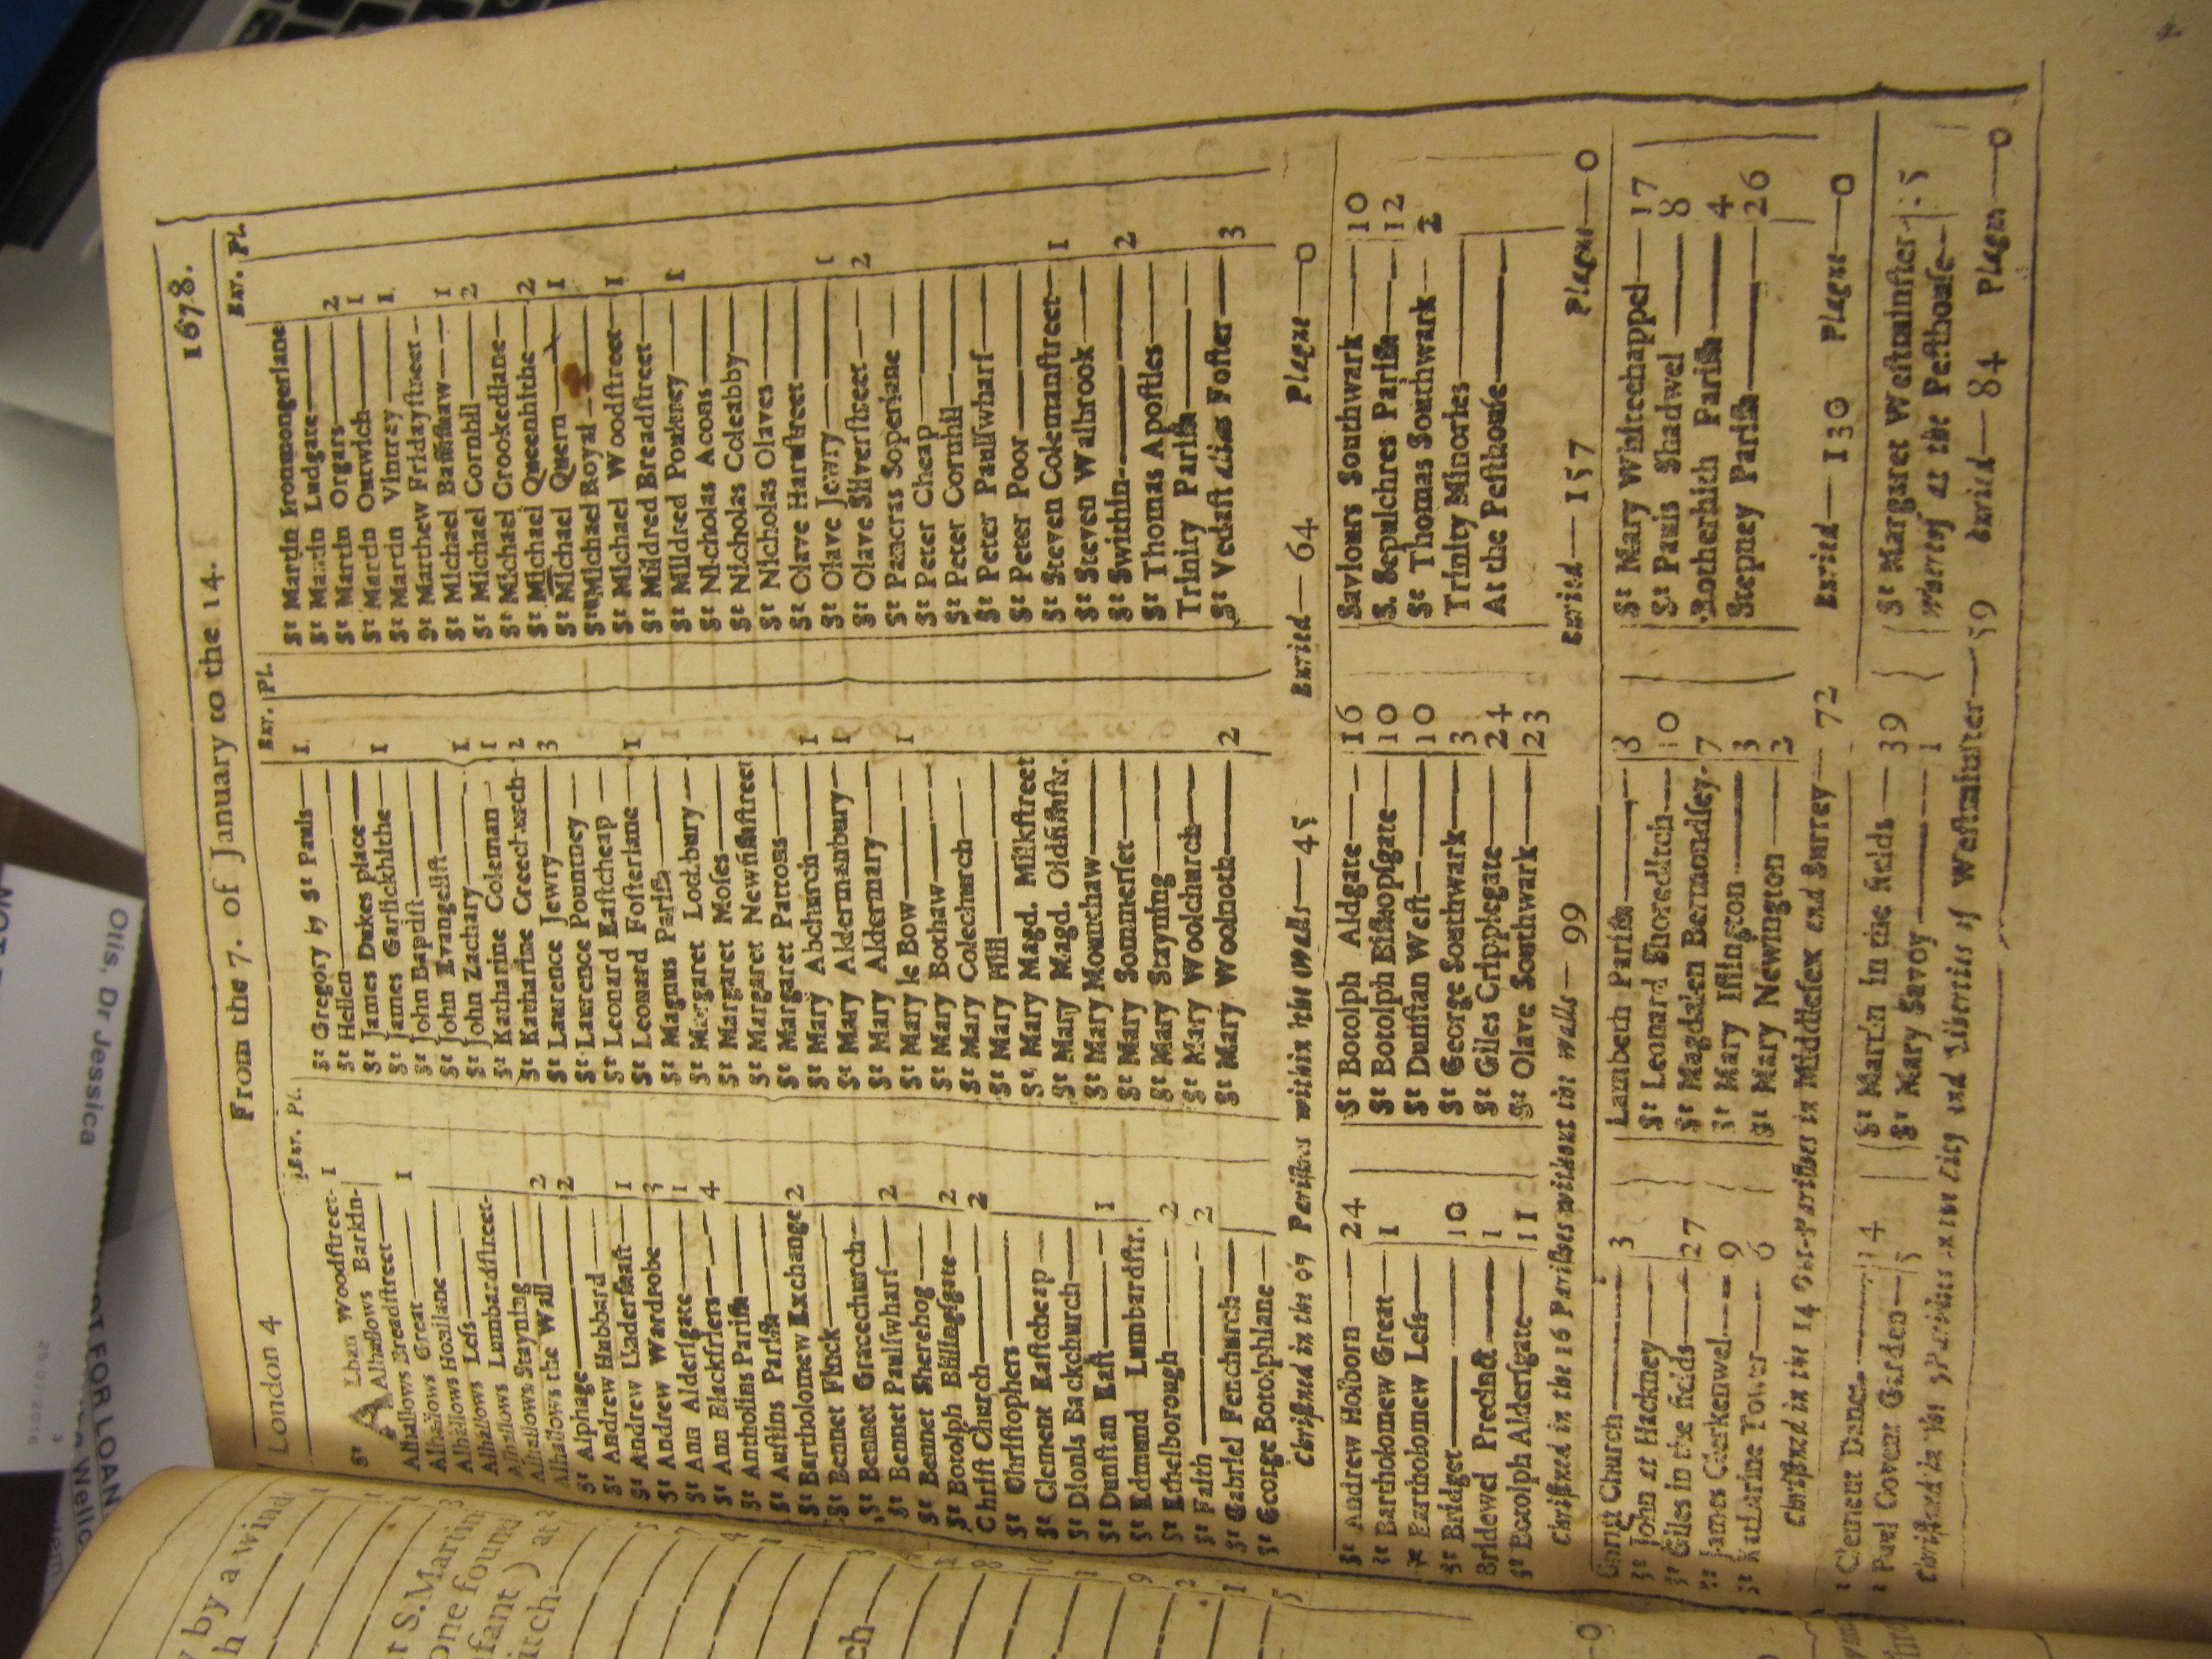 London 4 From the 7. of January to the 14. 1678.
Bur. Pl.
St Alban Woodstreet- 1
Alhallows Barkin-
Alhallows Breadstreet—
Alhallows Great— 1
Alhallows Honilane—
Alhallows Less—
Alhallows Lumbardstreet-
Alhallows Stayning—
Alhallows the Wall— 2
St Alphage— 2
St Andrew Hubbard—
St Andrew Undershaft— 1
St Andrew Wardrobe— 3
St Ann Aldersgate— 1
St Ann Blackfriers— 4
St Antholins Parish—
St Austins Parish—
St Bartholomew Exchange 2
St Bennet Fynck—
St Bennet Gracechurch—
St Bennet Paulswharf— 2
St Bennet Sherehog—
St Botolph Billingsgate— 2
Christ Church— 2
St Christophers—
St Clement Eastcheap—
St Dionis Backchurch—
St Dunstan East— 1
St Edmund Lumbardstr.
St Ethelborough— 2
St Faith— 2
St Gabriel Fenchurch—
St George Botolphlane—
Bur. Pl.
St Gregory by St Pauls— 1
St Hellen—
St James Dukes place—
St James Garlickhithe— 1
St John Baptist—
St John Evangelist—
St John Zachary— 1
St Katharine Coleman- 1
St Katharine Creechurch- 2
St Laurence Jewry— 3
St Laurence Pountney—
St Leonard Eastcheap—
St Leonard Fosterlane— 1
St Magnus Parish—
St Margaret Lothbury—
St Margaret Moses—
St Margaret Newfishstreet
St Margaret Pattons—
St Mary Abchurch— 1
St Mary Aldermanbury— 1
St Mary Aldermary—
St Mary le Bow— 1
St Mary Bothaw—
St Mary Colechurch—
St Mary Hill—
St Mary Magd. Milkstreet
St Mary Magd. Oldfishstr.
St Mary Mounthaw—
St Mary Sommerset—
St Mary Stayning—
St Mary Woolchurch—
St Mary Woolnoth— 2
Bur. Pl.
St Martin Ironmongerlane
St Martin Ludgate—
St Martin Orgars— 2
St Martin Outwich— 1
St Martin Vintrey— 1
St Matthew Fridaystreet—
St Michael Bassishaw— 1
St Michael Cornhil— 2
St Michael Crookedlane—
St Michael Queenhithe— 2
St Michael Quern— 1
St Michael Royal—
St Michael Woodstreet— 1
St Mildred Breadstreet—
St Mildred Poultrey— 1
St Nicholas Acons—
St Nicholas Coleabby—
St Nicholas Olaves—
St Olave Hartstreet—
St Olave Jewry— 1
St Olave Silverstreet— 2
St Pancras Soperlane—
St Peter Cheap—
St Peter Cornhil—
St Peter Paulswharf—
St Peter Poor—
St Steven Colemanstreet— 1
St Steven Walbrook—
St Swithin— 2
St Thomas Apostles—
Trinity Parish—
St Vedast alias Foster— 3
Christned in the 97 Parishes within the Walls—45 Buried—64 Plague—0
St Andrew Holborn— 24
St Bartholomew Great— 1
St Bartholomew Less—
St Bridget— 10
Bridewel Precinct— 1
St Botolph Aldersgate— 11
St Botolph Aldgate— 16
St Botolph Bishopsgate— 10
St Dunstan West— 10
St George Southwark— 3
St Giles Cripplegate— 24
St Olave Southwark— 23
Saviours Southwark— 10
S. Sepulchres Parish— 12
St Thomas Southwark— 2
Trinity Minories—
At the Pesthouse—
Christned in the 16 Parishes without the walls— 99 Buried—157 Plague—0
Christ Church— 3
St John at Hackney—
St Giles in the fields— 27
St James Clerkenwel— 9
St Katharine Tower— 6
Lambeth Parish— 3
St Leonard Shoreditch— 10
St Magdalen Bermondsey- 7
St Mary Islington— 3
St Mary Newington— 2
St Mary Whitechappel— 17
St Pauls Shadwel— 8
Rotherhith Parish— 4
Stepney Parish— 26
Christned in the 14 Out-Parishes in Middlesex and Surrey— 72 Buried—130 Plague—0
St Clement Danes— 14
St Paul Covent Garden— 5
St Martin in the fields— 39
St Mary Savoy— 1
St Margaret Westminster- 25
Whereof at the Pesthouse—
Christned in the 5 Parishes in the City and Liberties of Westminster— 59 Buried—84 Plague—0
y by a wind
St S. Martin
One found
nfant ) at
ditch—
Otis, Dr Jessica
NOT FOR LOAN